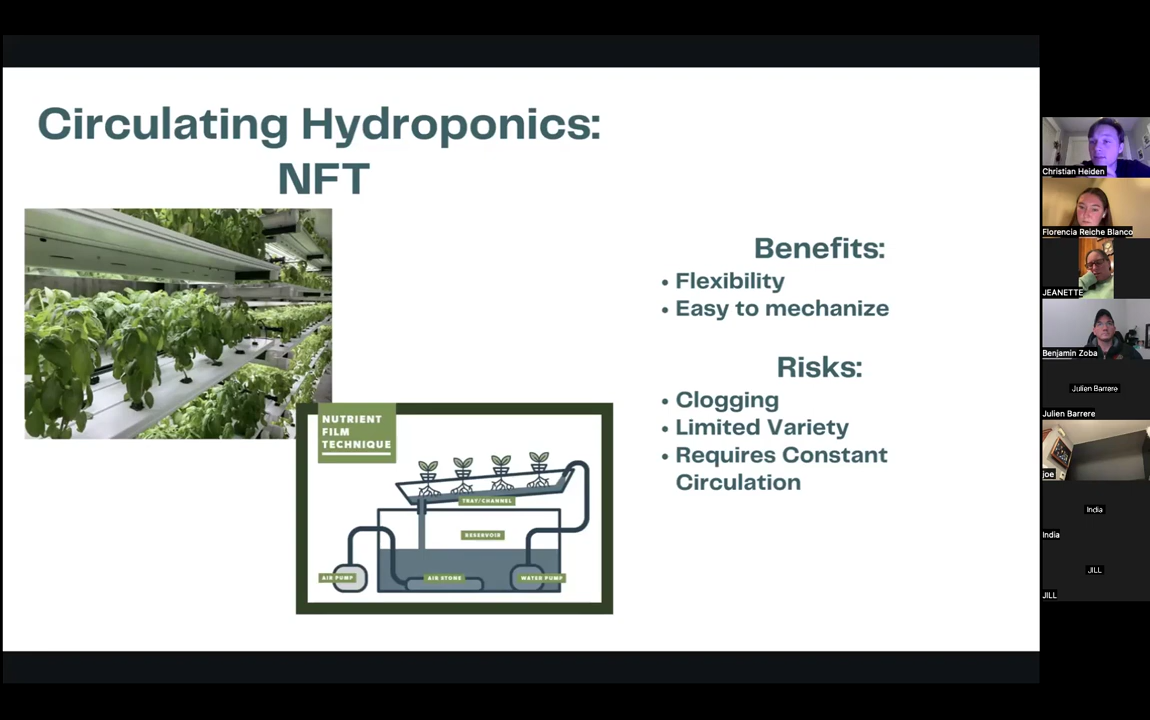 Circulating Hydroponics:
NFT
Benefits:
• Flexibility
• Easy to mechanize
Risks:
• Clogging
• Limited Variety
• Requires Constant
Circulation
NUTRIENT
FILM
TECHNIQUE
TRAY/CHANNEL
RESERVOIR
AIR PUMP
AIR STONE
WATER PUMP
Christian Heiden
Florencia Reiche Blanco
JEANETTE
Benjamin Zoba
Julien Barrere
Julien Barrere
joe
India
India
JILL
JILL